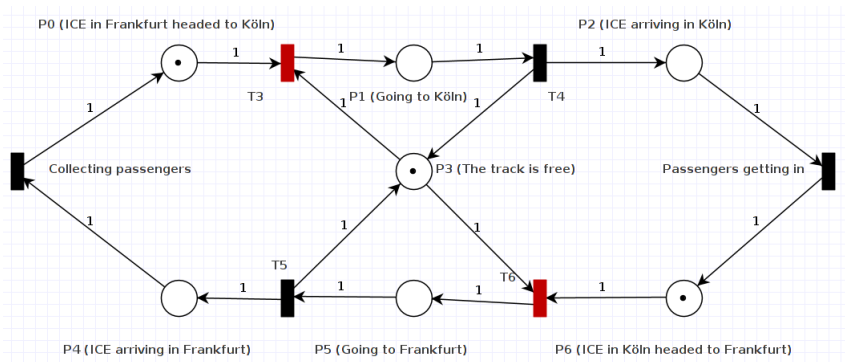 P0 (ICE in Frankfurt headed to Köln)
P2 (ICE arriving in Köln)
1
1
1
1
T3
P1 (Going to Köln)
T4
1
1
1
1
Collecting passengers
P3 (The track is free)
Passengers getting in
1
1
1
1
T5
T6
1
1
1
1
P4 (ICE arriving in Frankfurt)
P5 (Going to Frankfurt)
P6 (ICE in Köln headed to Frankfurt)